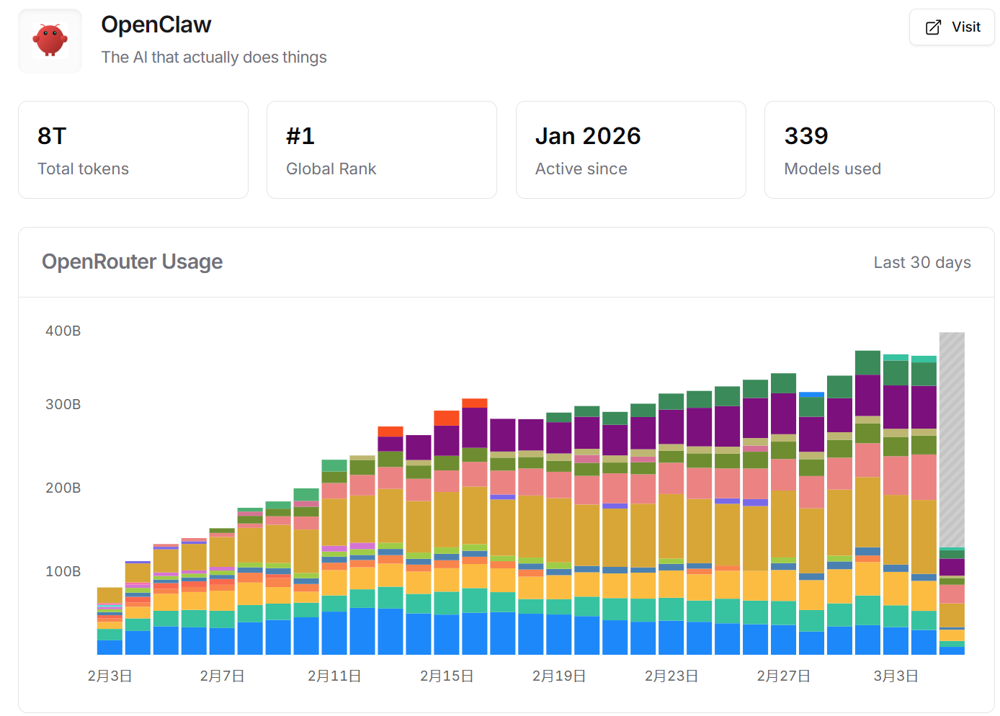 OpenClaw
The AI that actually does things
Visit
8T
Total tokens
#1
Global Rank
Jan 2026
Active since
339
Models used
OpenRouter Usage
Last 30 days
400B
300B
200B
100B
2月3日
2月7日
2月11日
2月15日
2月19日
2月23日
2月27日
3月3日